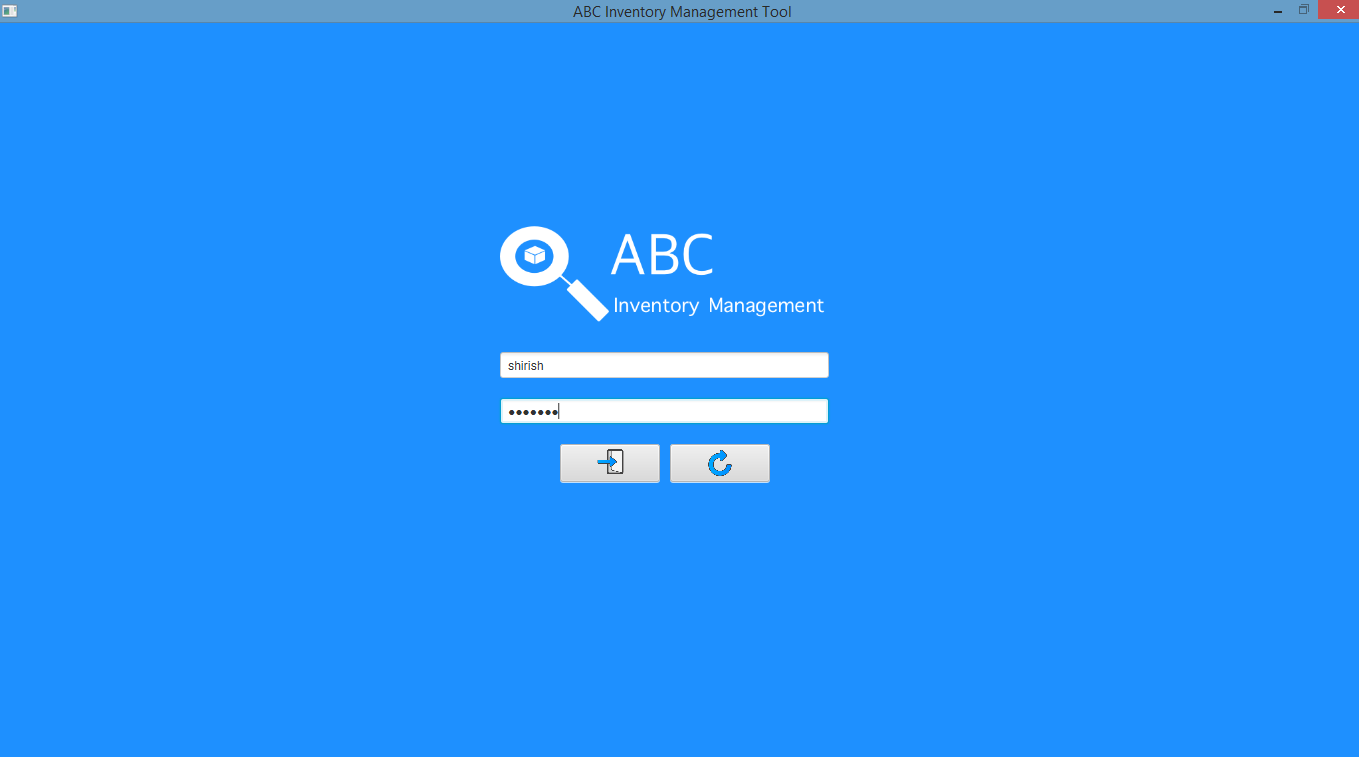 ABC Inventory Management Tool
ABC
Inventory Management
shirish
•••••••